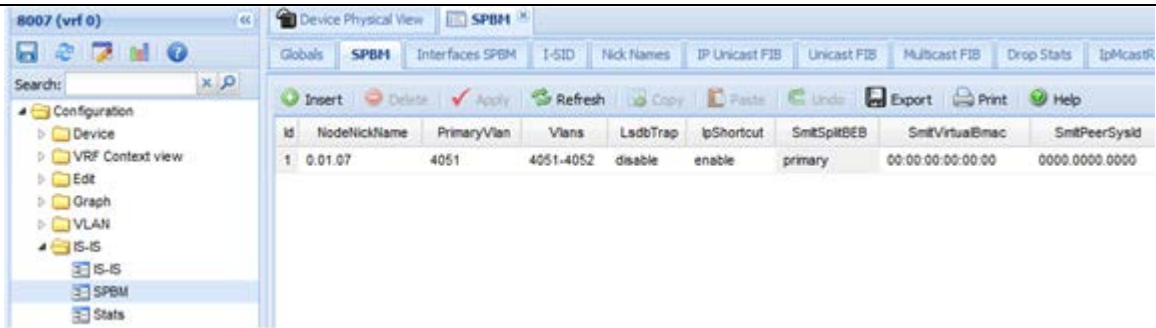 8007 (vrf 0)
Device Physical View SPBM
Globals SPBM Interfaces SPBM I-SID Nick Names IP Unicast FIB Unicast FIB Multicast FIB Drop Stats IpMcastR
Search:
Insert Delete Apply Refresh Copy Paste Undo Export Print Help
Configuration
Device
VRF Context view
Edit
Graph
VLAN
IS-IS
IS-IS
SPBM
Stats
Id NodeNickName PrimaryVlan Vlans LsdbTrap IpShortcut SmltSplitBEB SmltVirtualBmac SmltPeerSysId
1 0.01.07 4051 4051-4052 disable enable primary 00:00:00:00:00:00 0000.0000.0000